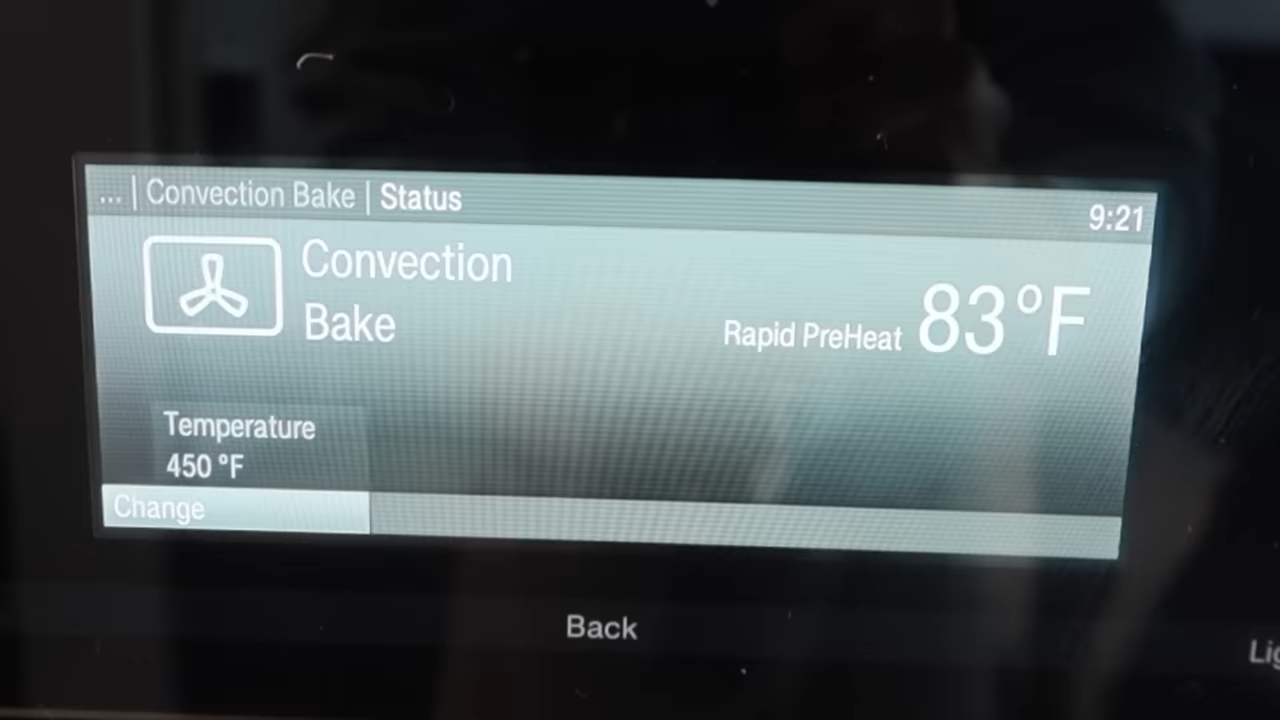 ... | Convection Bake | Status
9:21
Convection
Bake
Rapid PreHeat 83°F
Temperature
450 °F
Change
Back